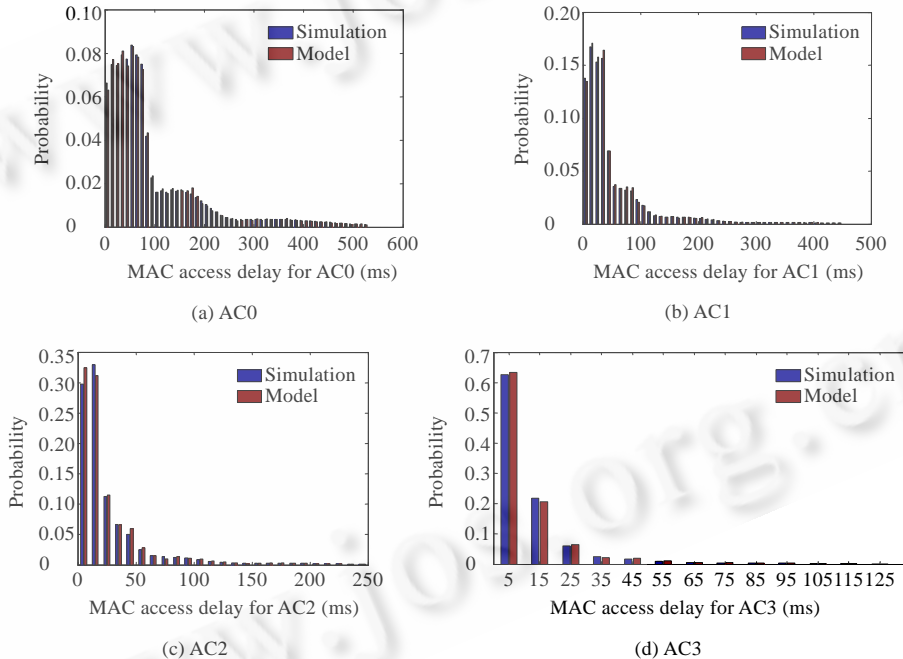 0.10
0.08
0.06
0.04
0.02
0
Probability
Simulation
Model
0 100 200 300 400 500 600
MAC access delay for AC0 (ms)
(a) AC0
0.20
0.15
0.10
0.05
0
Probability
Simulation
Model
0 100 200 300 400 500
MAC access delay for AC1 (ms)
(b) AC1
0.35
0.30
0.25
0.20
0.15
0.10
0.05
0
Probability
Simulation
Model
0 50 100 150 200 250
MAC access delay for AC2 (ms)
(c) AC2
0.7
0.6
0.5
0.4
0.3
0.2
0.1
0.0
Probability
Simulation
Model
5 15 25 35 45 55 65 75 85 95 105 115 125
MAC access delay for AC3 (ms)
(d) AC3